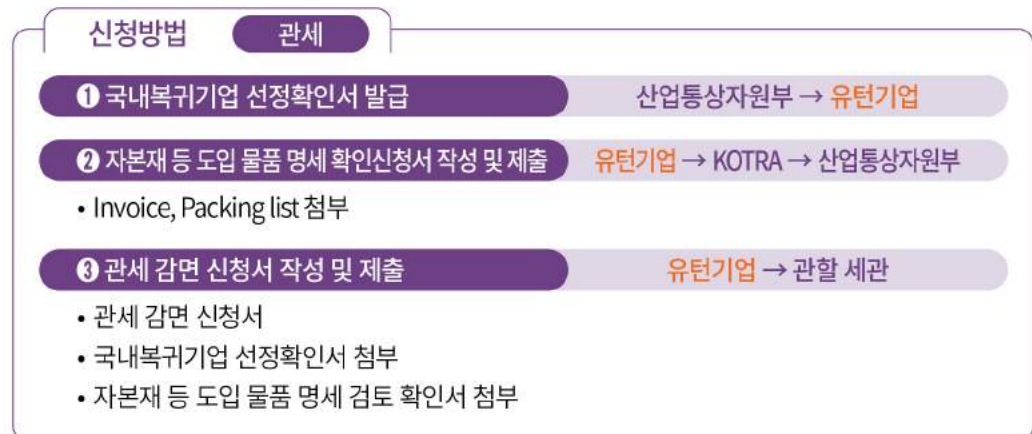 신청방법 관세
❶ 국내복귀기업 선정확인서 발급 산업통상자원부 → 유턴기업
❷ 자본재 등 도입 물품 명세 확인신청서 작성 및 제출 유턴기업 → KOTRA → 산업통상자원부
• Invoice, Packing list 첨부
❸ 관세 감면 신청서 작성 및 제출 유턴기업 → 관할 세관
• 관세 감면 신청서
• 국내복귀기업 선정확인서 첨부
• 자본재 등 도입 물품 명세 검토 확인서 첨부